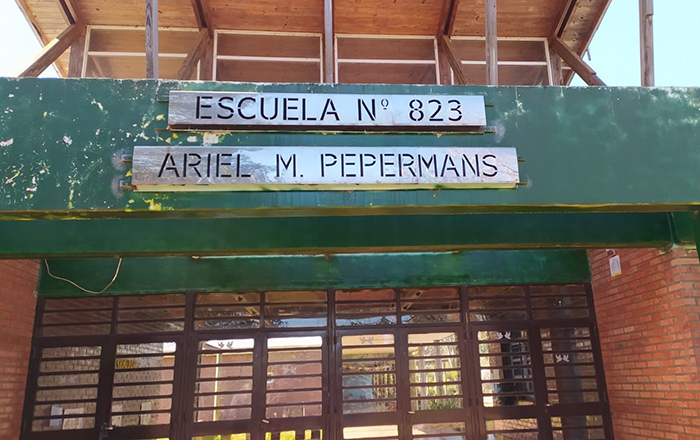 ESCUELA Nº 823
ARIEL M. PEPERMANS